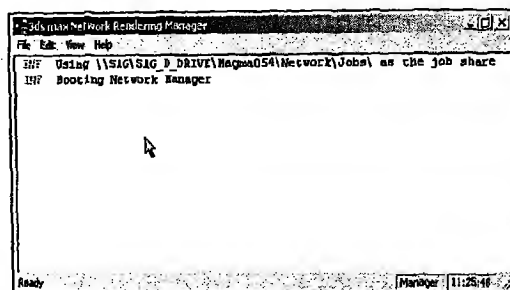 3ds max Network Rendering Manager
File Edit View Help
INF Using \\SIG\SIG_D_DRIVE\Magma054\Network\Jobs\ as the job share
INF Booting Network Manager
Ready Manager 11:25:46